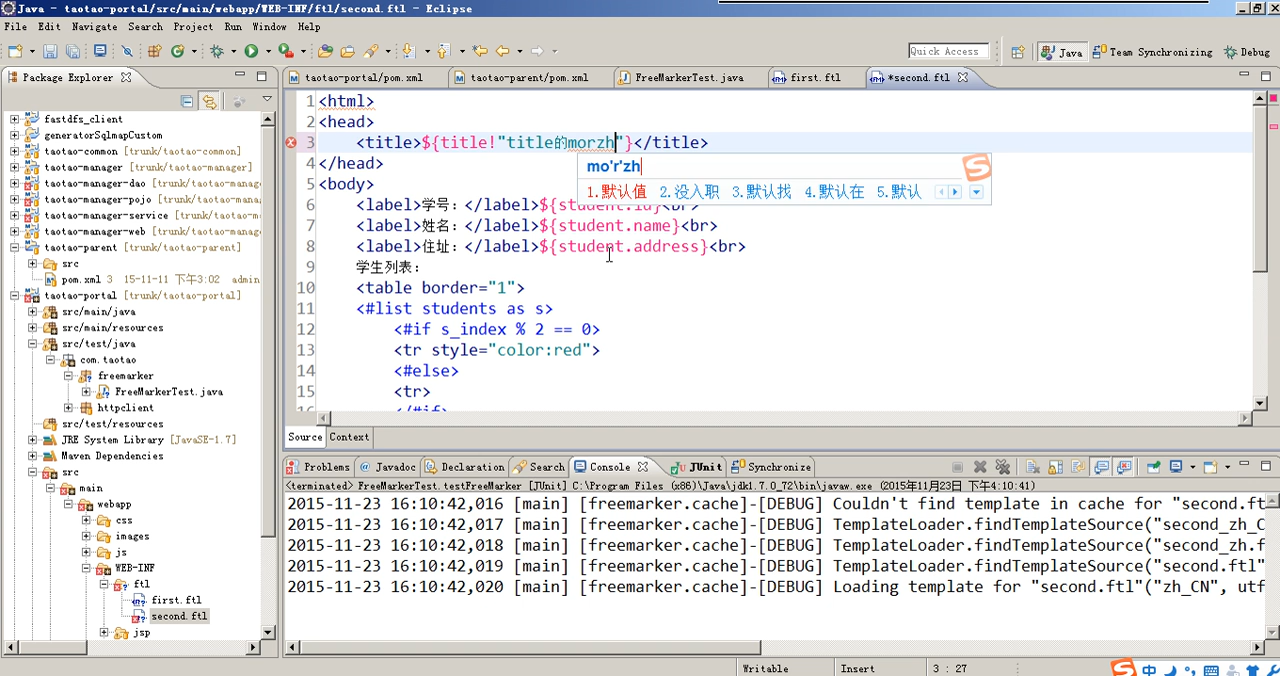 Java - taotao-portal/src/main/webapp/WEB-INF/ftl/second.ftl - Eclipse
File Edit Navigate Search Project Run Window Help
Quick Access
Java
Team Synchronizing
Debug
Package Explorer
taotao-portal/pom.xml
taotao-parent/pom.xml
FreeMarkerTest.java
first.ftl
*second.ftl
fastdfs_client
generatorSqlmapCustom
taotao-common [trunk/taotao-common]
taotao-manager [trunk/taotao-manager]
taotao-manager-dao [trunk/taotao-mana
taotao-manager-pojo [trunk/taotao-man
taotao-manager-service [trunk/taotao-
taotao-manager-web [trunk/taotao-mana
taotao-parent [trunk/taotao-parent]
src
pom.xml 3 15-11-11 下午3:02 admin
taotao-portal [trunk/taotao-portal]
src/main/java
src/main/resources
src/test/java
com.taotao
freemarker
FreeMarkerTest.java
httpclient
src/test/resources
JRE System Library [JavaSE-1.7]
Maven Dependencies
src
main
webapp
css
images
js
WEB-INF
ftl
first.ftl
second.ftl
jsp
1 <html>
2 <head>
3 <title>${title!"title的morzh"}</title>
4 </head>
5 <body>
6 <label>学号：</label>${student.id}<br>
7 <label>姓名：</label>${student.name}<br>
8 <label>住址：</label>${student.address}<br>
9 学生列表：
10 <table border="1">
11 <#list students as s>
12 <#if s_index % 2 == 0>
13 <tr style="color:red">
14 <#else>
15 <tr>
16 </#if>
mo'r'zh
1.默认值 2.没入职 3.默认找 4.默认在 5.默认
Source Context
Problems Javadoc Declaration Search Console JUnit Synchronize
<terminated> FreeMarkerTest.testFreeMarker [JUnit] C:\Program Files (x86)\Java\jdk1.7.0_72\bin\javaw.exe (2015年11月23日 下午4:10:41)
2015-11-23 16:10:42,016 [main] [freemarker.cache]-[DEBUG] Couldn't find template in cache for "second.ft
2015-11-23 16:10:42,017 [main] [freemarker.cache]-[DEBUG] TemplateLoader.findTemplateSource("second_zh_C
2015-11-23 16:10:42,018 [main] [freemarker.cache]-[DEBUG] TemplateLoader.findTemplateSource("second_zh.f
2015-11-23 16:10:42,019 [main] [freemarker.cache]-[DEBUG] TemplateLoader.findTemplateSource("second.ftl"
2015-11-23 16:10:42,020 [main] [freemarker.cache]-[DEBUG] Loading template for "second.ftl"("zh_CN", utf
Writable
Insert
3 : 27
S 中